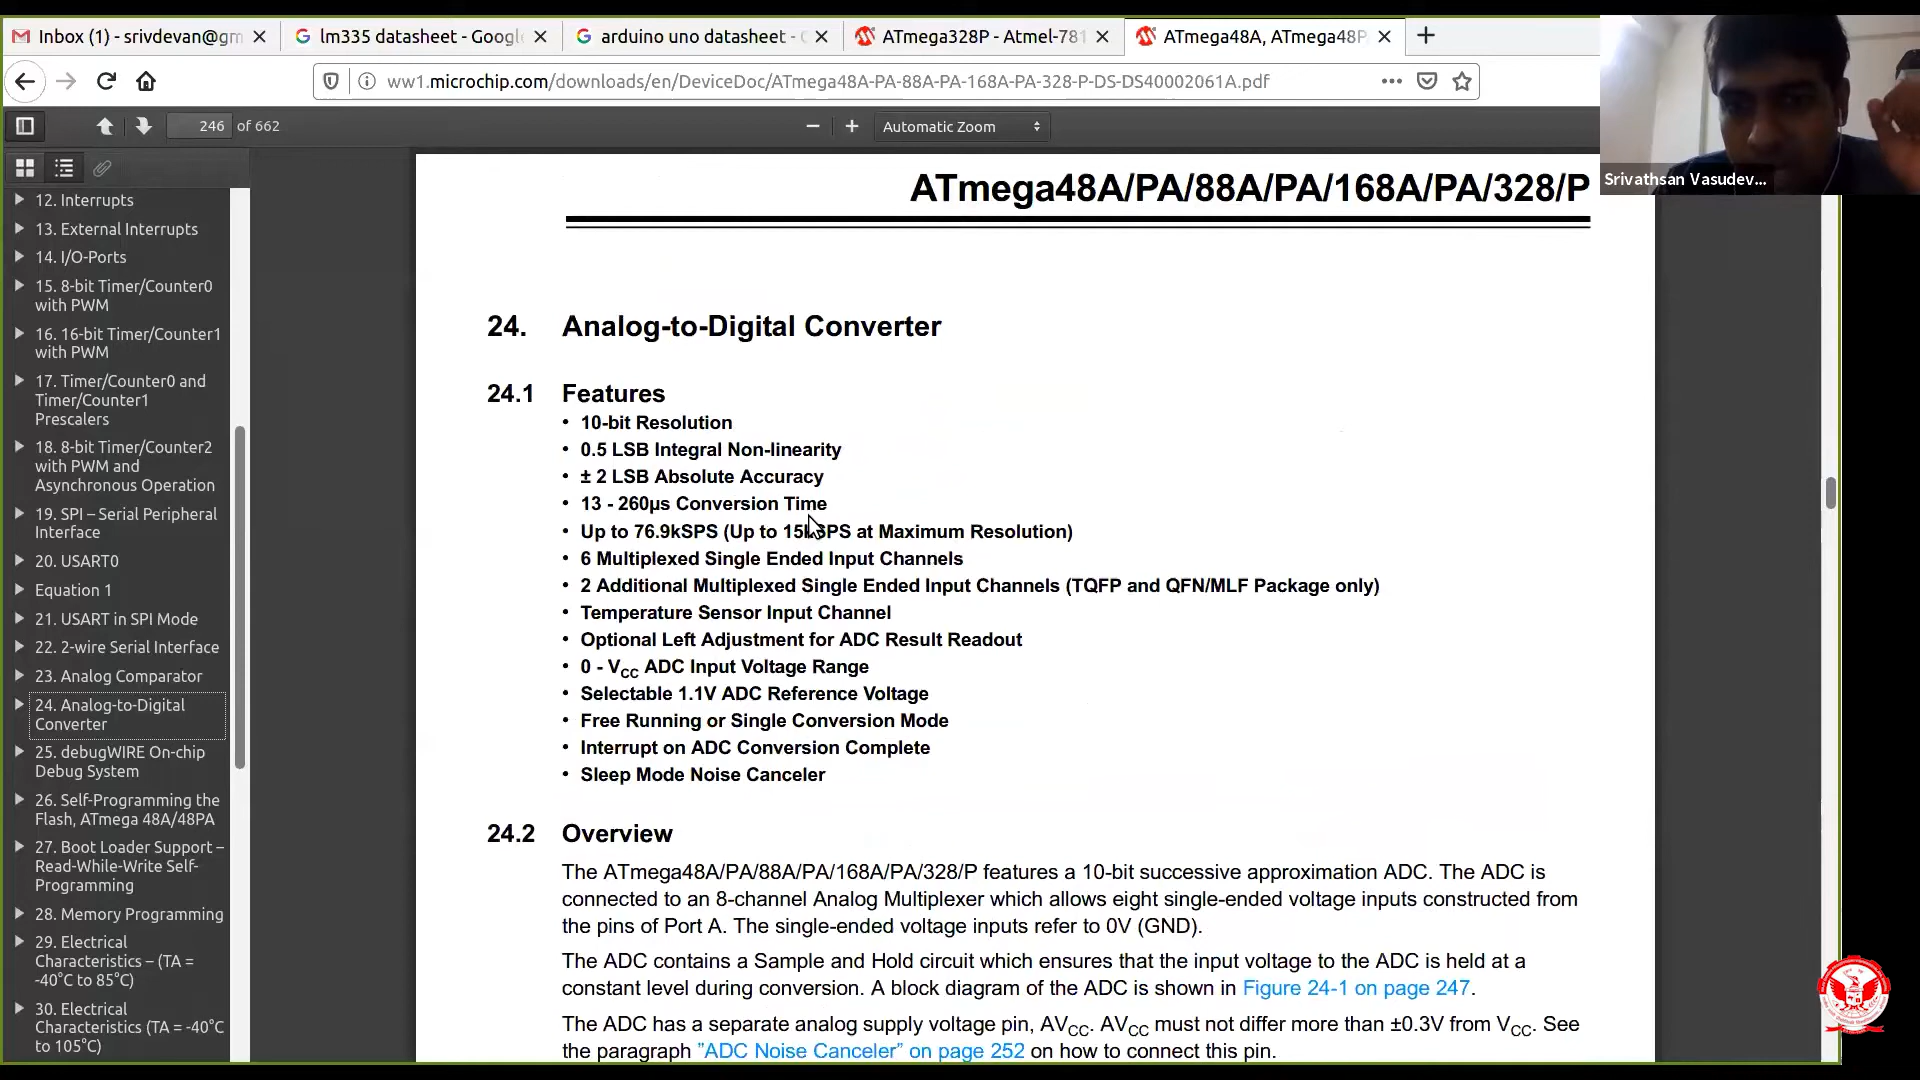 Inbox (1) - srivdevan@gm
lm335 datasheet - Google
arduino uno datasheet -
ATmega328P - Atmel-781
ATmega48A, ATmega48P
ww1.microchip.com/downloads/en/DeviceDoc/ATmega48A-PA-88A-PA-168A-PA-328-P-DS-DS40002061A.pdf
246 of 662
Automatic Zoom
Srivathsan Vasudev...
12. Interrupts
13. External Interrupts
14. I/O-Ports
15. 8-bit Timer/Counter0
with PWM
16. 16-bit Timer/Counter1
with PWM
17. Timer/Counter0 and
Timer/Counter1
Prescalers
18. 8-bit Timer/Counter2
with PWM and
Asynchronous Operation
19. SPI – Serial Peripheral
Interface
20. USART0
Equation 1
21. USART in SPI Mode
22. 2-wire Serial Interface
23. Analog Comparator
24. Analog-to-Digital
Converter
25. debugWIRE On-chip
Debug System
26. Self-Programming the
Flash, ATmega 48A/48PA
27. Boot Loader Support –
Read-While-Write Self-
Programming
28. Memory Programming
29. Electrical
Characteristics – (TA =
-40°C to 85°C)
30. Electrical
Characteristics (TA = -40°C
to 105°C)
ATmega48A/PA/88A/PA/168A/PA/328/P
24. Analog-to-Digital Converter
24.1 Features
• 10-bit Resolution
• 0.5 LSB Integral Non-linearity
• ± 2 LSB Absolute Accuracy
• 13 - 260µs Conversion Time
• Up to 76.9kSPS (Up to 15kSPS at Maximum Resolution)
• 6 Multiplexed Single Ended Input Channels
• 2 Additional Multiplexed Single Ended Input Channels (TQFP and QFN/MLF Package only)
• Temperature Sensor Input Channel
• Optional Left Adjustment for ADC Result Readout
• 0 - VCC ADC Input Voltage Range
• Selectable 1.1V ADC Reference Voltage
• Free Running or Single Conversion Mode
• Interrupt on ADC Conversion Complete
• Sleep Mode Noise Canceler
24.2 Overview
The ATmega48A/PA/88A/PA/168A/PA/328/P features a 10-bit successive approximation ADC. The ADC is
connected to an 8-channel Analog Multiplexer which allows eight single-ended voltage inputs constructed from
the pins of Port A. The single-ended voltage inputs refer to 0V (GND).
The ADC contains a Sample and Hold circuit which ensures that the input voltage to the ADC is held at a
constant level during conversion. A block diagram of the ADC is shown in Figure 24-1 on page 247.
The ADC has a separate analog supply voltage pin, AVCC. AVCC must not differ more than ±0.3V from VCC. See
the paragraph "ADC Noise Canceler" on page 252 on how to connect this pin.